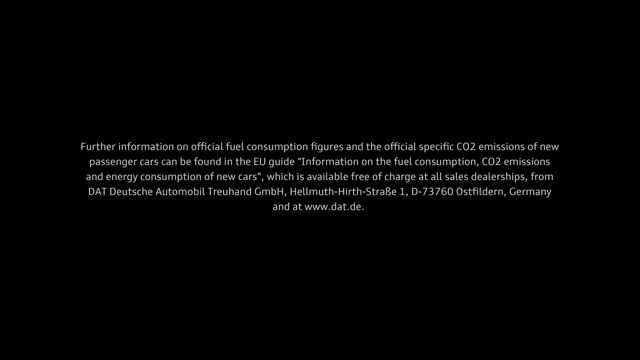 Further information on official fuel consumption figures and the official specific CO2 emissions of new
passenger cars can be found in the EU guide "Information on the fuel consumption, CO2 emissions
and energy consumption of new cars", which is available free of charge at all sales dealerships, from
DAT Deutsche Automobil Treuhand GmbH, Hellmuth-Hirth-Straße 1, D-73760 Ostfildern, Germany
and at www.dat.de.